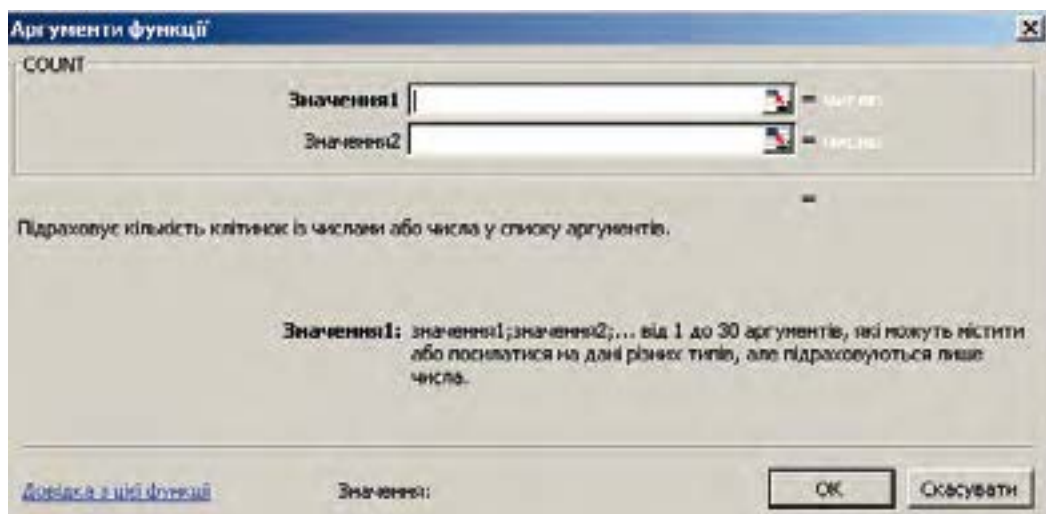 Аргументи функції
COUNT
Значення1 =
Значення2 =
=
Підраховує кількість клітинок із числами або числа у списку аргументів.
Значення1: значення1;значення2;... від 1 до 30 аргументів, які можуть містити
або посилатися на дані різних типів, але підраховуються лише
числа.
Довідка з цієї функції
Значення:
OK
Скасувати